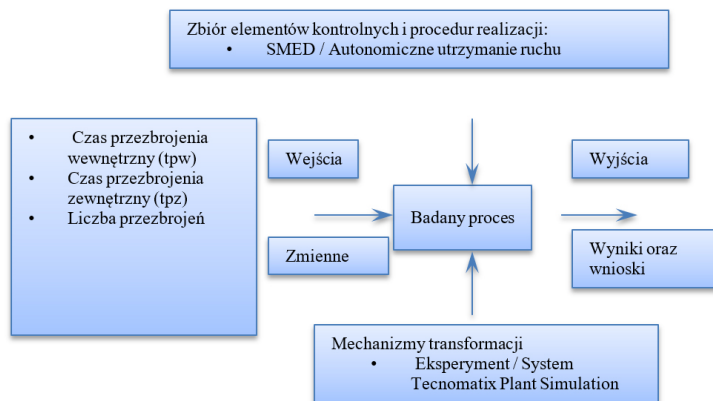 Zbiór elementów kontrolnych i procedur realizacji:
• SMED / Autonomiczne utrzymanie ruchu
• Czas przezbrojenia
wewnętrzny (tpw)
• Czas przezbrojenia
zewnętrzny (tpz)
• Liczba przezbrojeń
Wejścia
Zmienne
Badany proces
Wyjścia
Wyniki oraz
wnioski
Mechanizmy transformacji
• Eksperyment / System
Tecnomatix Plant Simulation